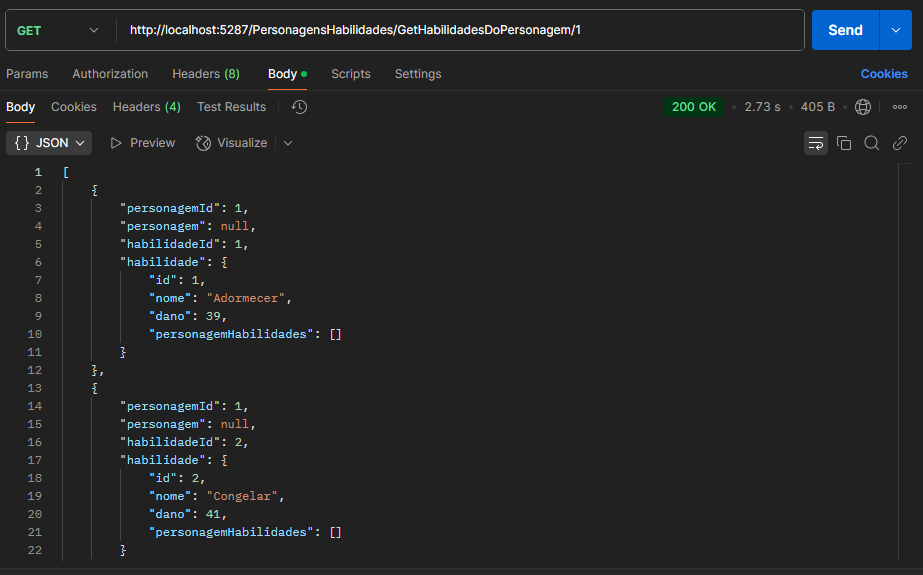 GET http://localhost:5287/PersonagensHabilidades/GetHabilidadesDoPersonagem/1 Send
Params Authorization Headers (8) Body Scripts Settings Cookies
Body Cookies Headers (4) Test Results 200 OK • 2.73 s • 405 B
{} JSON Preview Visualize
1 [
2 {
3 "personagemId": 1,
4 "personagem": null,
5 "habilidadeId": 1,
6 "habilidade": {
7 "id": 1,
8 "nome": "Adormecer",
9 "dano": 39,
10 "personagemHabilidades": []
11 }
12 },
13 {
14 "personagemId": 1,
15 "personagem": null,
16 "habilidadeId": 2,
17 "habilidade": {
18 "id": 2,
19 "nome": "Congelar",
20 "dano": 41,
21 "personagemHabilidades": []
22 }